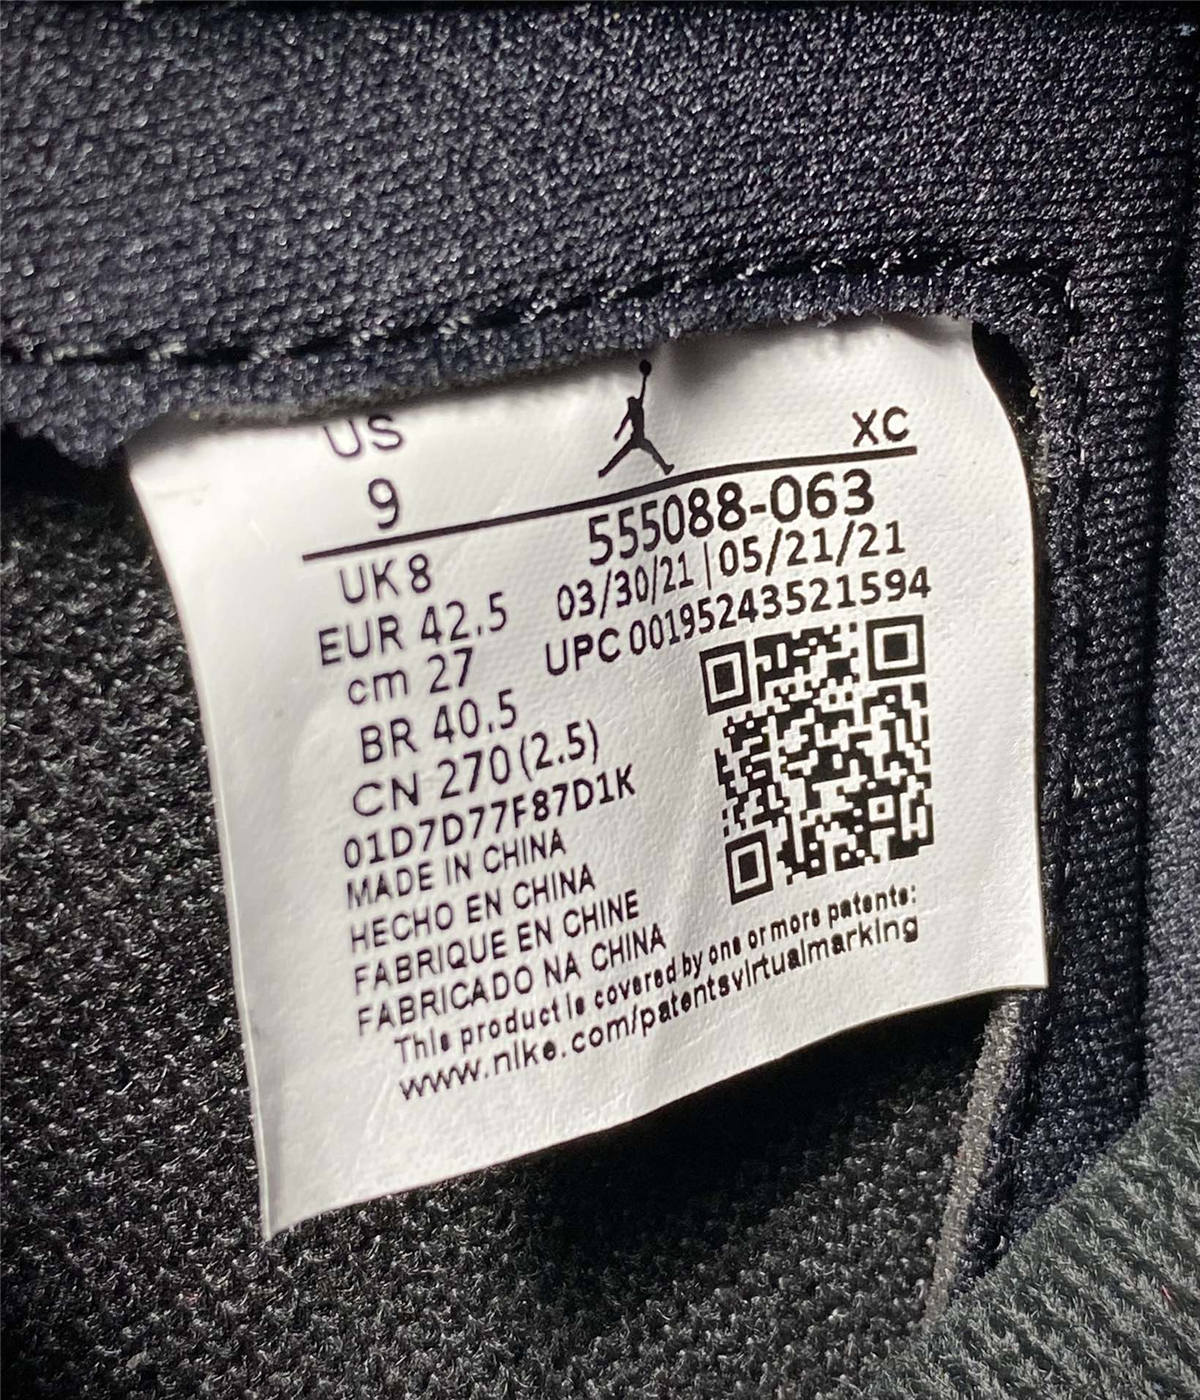 US
9
XC
555088-063
03/30/21 | 05/21/21
UPC 00195243521594
UK 8
EUR 42.5
cm 27
BR 40.5
CN 270 (2.5)
01D7D77F87D1K
MADE IN CHINA
HECHO EN CHINA
FABRIQUE EN CHINE
FABRICADO NA CHINA
This product is covered by one or more patents:
www.nike.com/patentsvirtualmarking